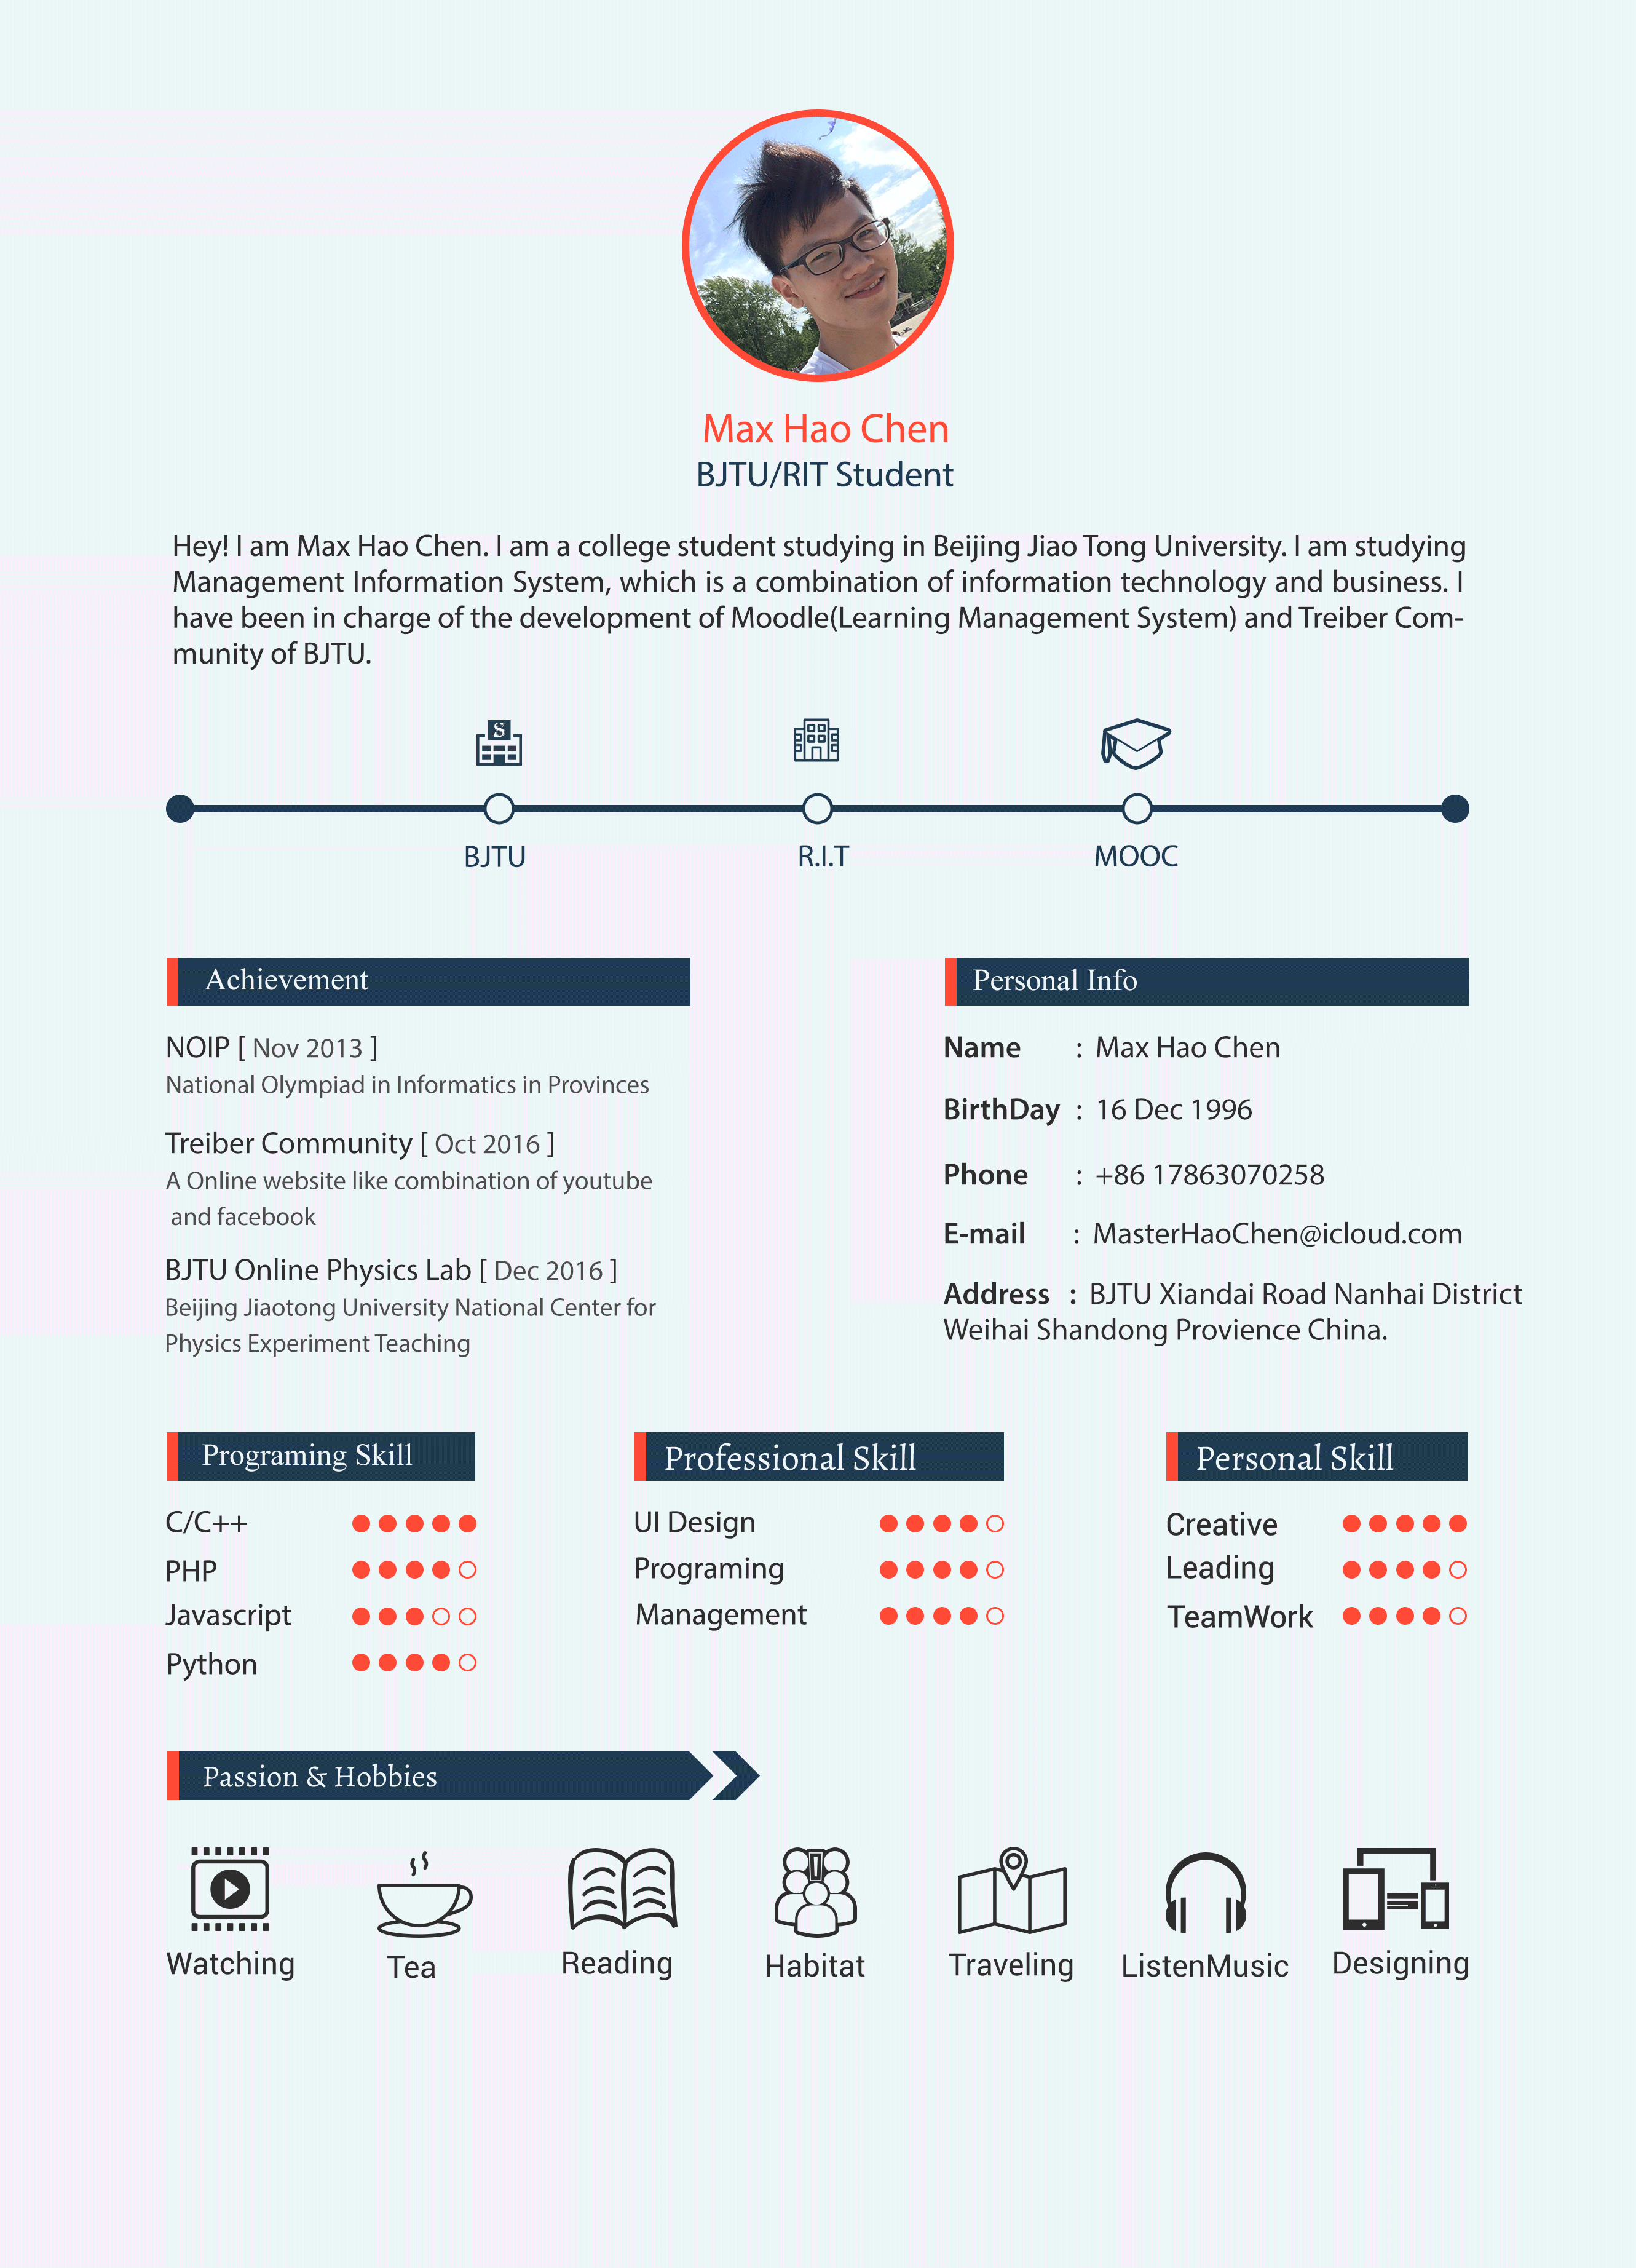 Max Hao Chen
BJTU/RIT Student
Hey! I am Max Hao Chen. I am a college student studying in Beijing Jiao Tong University. I am studying
Management Information System, which is a combination of information technology and business. I
have been in charge of the development of Moodle(Learning Management System) and Treiber Com-
munity of BJTU.
S
BJTU
R.I.T
MOOC
Achievement
NOIP [ Nov 2013 ]
National Olympiad in Informatics in Provinces
Treiber Community [ Oct 2016 ]
A Online website like combination of youtube
and facebook
BJTU Online Physics Lab [ Dec 2016 ]
Beijing Jiaotong University National Center for
Physics Experiment Teaching
Personal Info
Name : Max Hao Chen
BirthDay : 16 Dec 1996
Phone : +86 17863070258
E-mail : MasterHaoChen@icloud.com
Address : BJTU Xiandai Road Nanhai District
Weihai Shandong Provience China.
Programing Skill
C/C++
PHP
Javascript
Python
Professional Skill
UI Design
Programing
Management
Personal Skill
Creative
Leading
TeamWork
Passion & Hobbies
Watching
Tea
Reading
Habitat
Traveling
ListenMusic
Designing